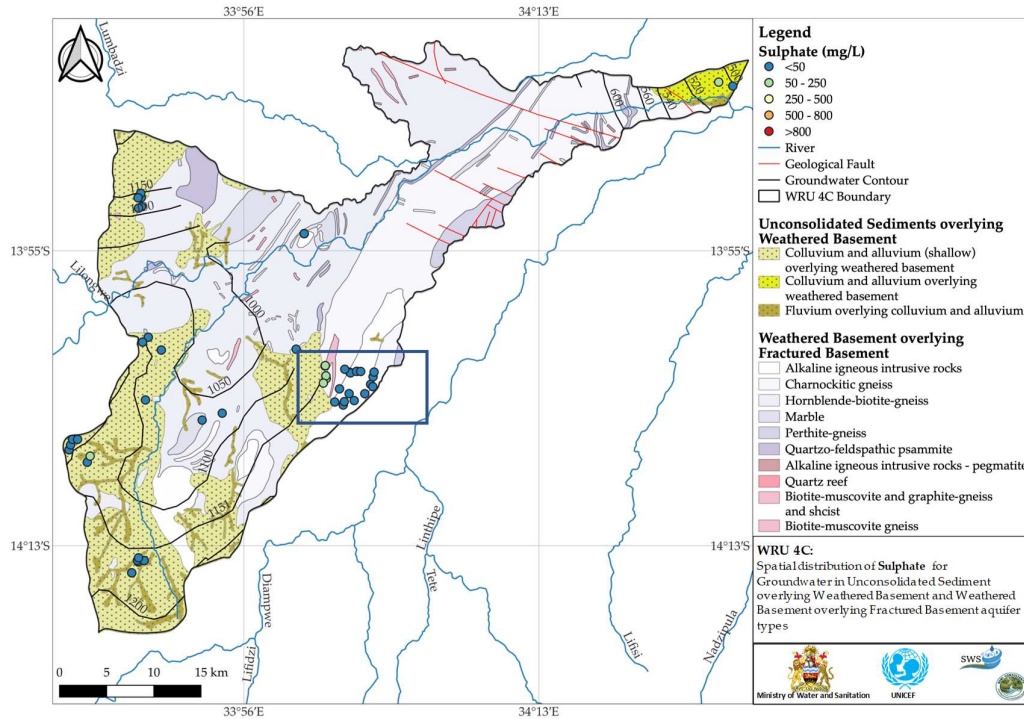 33°56′E
34°13′E
Lumbadzi
13°55′S
13°55′S
Lilongwe
1150
600
560
520
500
1000
1050
1100
1151
1200
14°13′S
14°13′S
Linthipe
Tete
Diampwe
Lifidzi
Lifisi
Nadzipula
0 5 10 15 km
33°56′E
34°13′E
Legend
Sulphate (mg/L)
<50
50 - 250
250 - 500
500 - 800
>800
River
Geological Fault
Groundwater Contour
WRU 4C Boundary
Unconsolidated Sediments overlying
Weathered Basement
Colluvium and alluvium (shallow)
overlying weathered basement
Colluvium and alluvium overlying
weathered basement
Fluvium overlying colluvium and alluvium
Weathered Basement overlying
Fractured Basement
Alkaline igneous intrusive rocks
Charnockitic gneiss
Hornblende-biotite-gneiss
Marble
Perthite-gneiss
Quartzo-feldspathic psammite
Alkaline igneous intrusive rocks - pegmatite
Quartz reef
Biotite-muscovite and graphite-gneiss
and shcist
Biotite-muscovite gneiss
WRU 4C:
Spatial distribution of Sulphate for
Groundwater in Unconsolidated Sediment
overlying Weathered Basement and Weathered
Basement overlying Fractured Basement aquifer
types
Ministry of Water and Sanitation
UNICEF
SWS